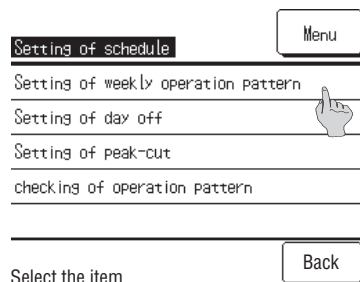 Menu
Setting of schedule
Setting of weekly operation pattern
Setting of day off
Setting of peak-cut
checking of operation pattern
Back
Select the item